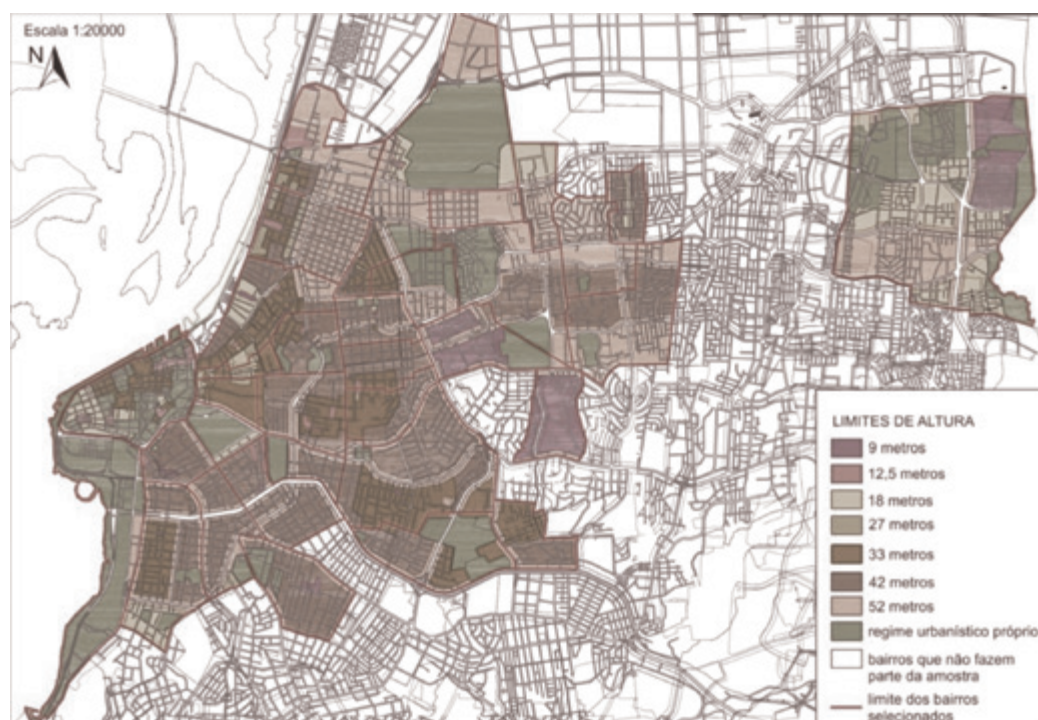 Escala 1:20000
N
LIMITES DE ALTURA
9 metros
12,5 metros
18 metros
27 metros
33 metros
42 metros
52 metros
regime urbanístico próprio
bairros que não fazem
parte da amostra
limite dos bairros
selecionados